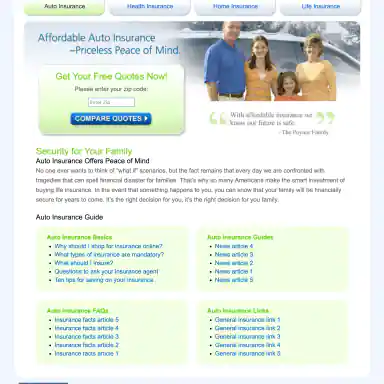 Auto Insurance
Health Insurance
Home Insurance
Life Insurance
Affordable Auto Insurance
~Priceless Peace of Mind.
Get Your Free Quotes Now!
Please enter your zip code:
Enter Zip
COMPARE QUOTES
With affordable insurance
our future is safe.
- The Poynor Family
Security for Your Family
Auto Insurance Offers Peace of Mind
No one ever wants to think of "what if" scenarios, but the fact remains that every day we are confronted with
tragedies that can spell financial disaster for families. That's why so many Americans make the smart investment of
buying life insurance. In the event that something happens to you, you can know that your family will be financially
secure for years to come. It's the right decision for you, it's the right decision for you family.
Auto Insurance Guide
Auto Insurance Basics
Why should I shop for insurance online?
What types of insurance are mandatory?
What should I insure?
Questions to ask your insurance agent
Ten tips for saving on your insurance.
Auto Insurance Guides
News article 4
News article 3
News article 2
News article 1
News article 5
Auto Insurance FAQs
Insurance facts article 5
Insurance facts article 4
Insurance facts article 3
Insurance facts article 2
Insurance facts article 1
Auto Insurance Links
General insurance link 1
General insurance link 2
General insurance link 3
General insurance link 4
General insurance link 5